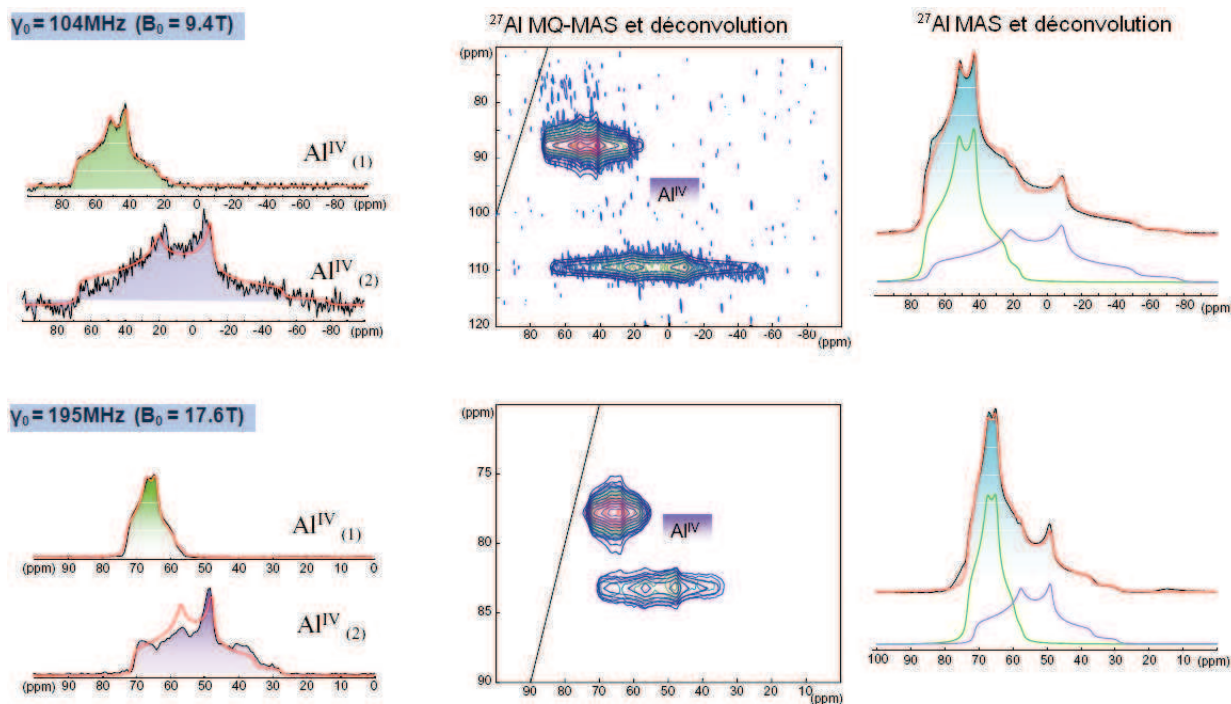 γ₀ = 104MHz (B₀ = 9.4T)
²⁷Al MQ-MAS et déconvolution
²⁷Al MAS et déconvolution
Alᴵⱽ ₍₁₎
80 60 40 20 0 -20 -40 -60 -80
(ppm)
Alᴵⱽ ₍₂₎
80 60 40 20 0 -20 -40 -60 -80
(ppm)
(ppm)
80
90
100
110
120
Alᴵⱽ
80 60 40 20 0 -20 -40 -60 -80
(ppm)
80 60 40 20 0 -20 -40 -60 -80
(ppm)
γ₀ = 195MHz (B₀ = 17.6T)
Alᴵⱽ ₍₁₎
(ppm) 90 80 70 60 50 40 30 20 10 0
Alᴵⱽ ₍₂₎
(ppm) 90 80 70 60 50 40 30 20 10 0
(ppm)
75
80
85
90
Alᴵⱽ
90 80 70 60 50 40 30 20 10
(ppm)
100 90 80 70 60 50 40 30 20 10
(ppm)